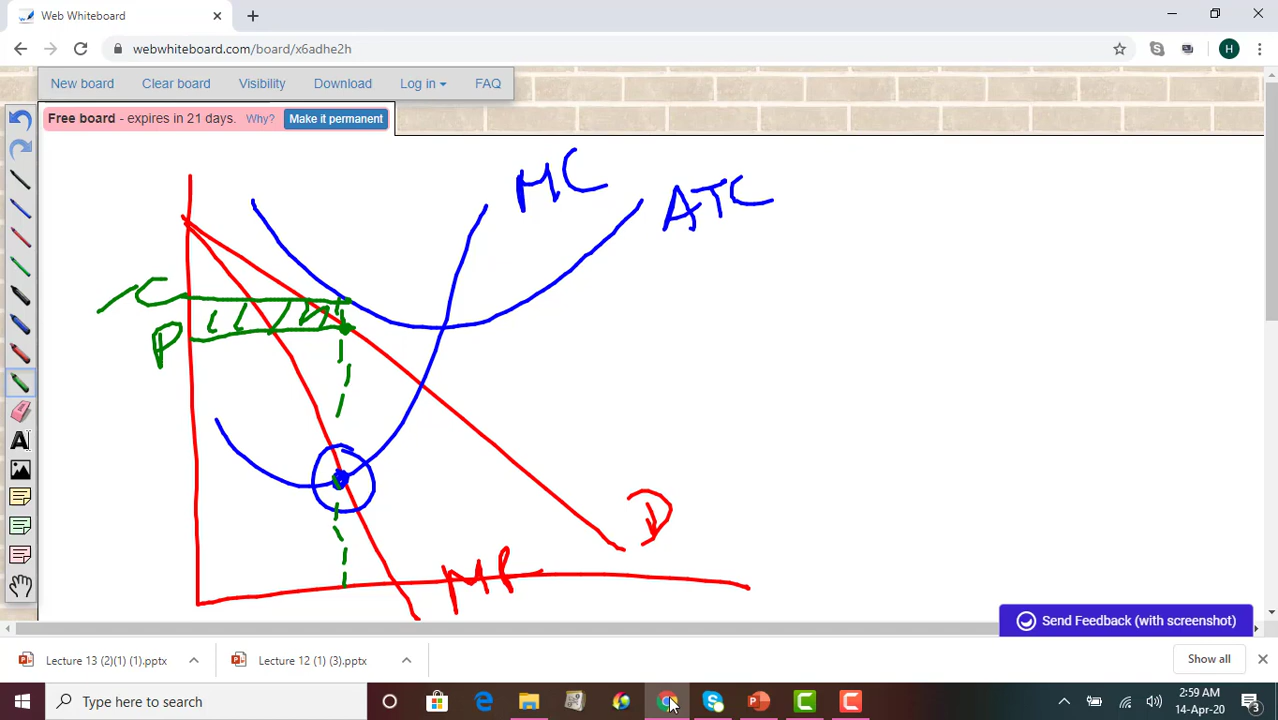 Web Whiteboard
webwhiteboard.com/board/x6adhe2h
H
New board Clear board Visibility Download Log in FAQ
Free board - expires in 21 days. Why? Make it permanent
A
MC
ATC
C
P
D
MR
Send Feedback (with screenshot)
Lecture 13 (2)(1) (1).pptx Lecture 12 (1) (3).pptx Show all
Type here to search
2:59 AM
14-Apr-20
3